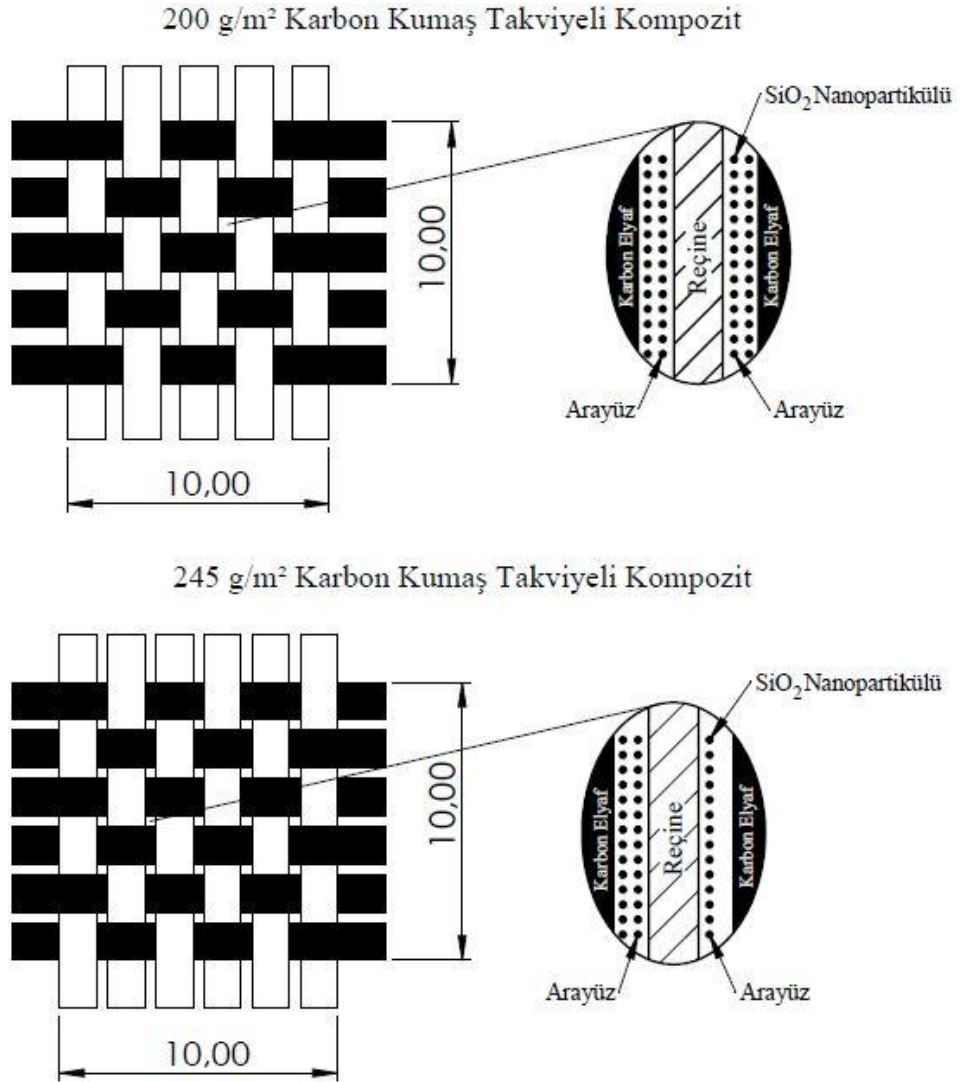 200 g/m² Karbon Kumaş Takviyeli Kompozit
SiO₂ Nanopartikülü
Karbon Elyaf
Reçine
Karbon Elyaf
10,00
Arayüz
Arayüz
10,00
245 g/m² Karbon Kumaş Takviyeli Kompozit
SiO₂ Nanopartikülü
Karbon Elyaf
Reçine
Karbon Elyaf
10,00
Arayüz
Arayüz
10,00